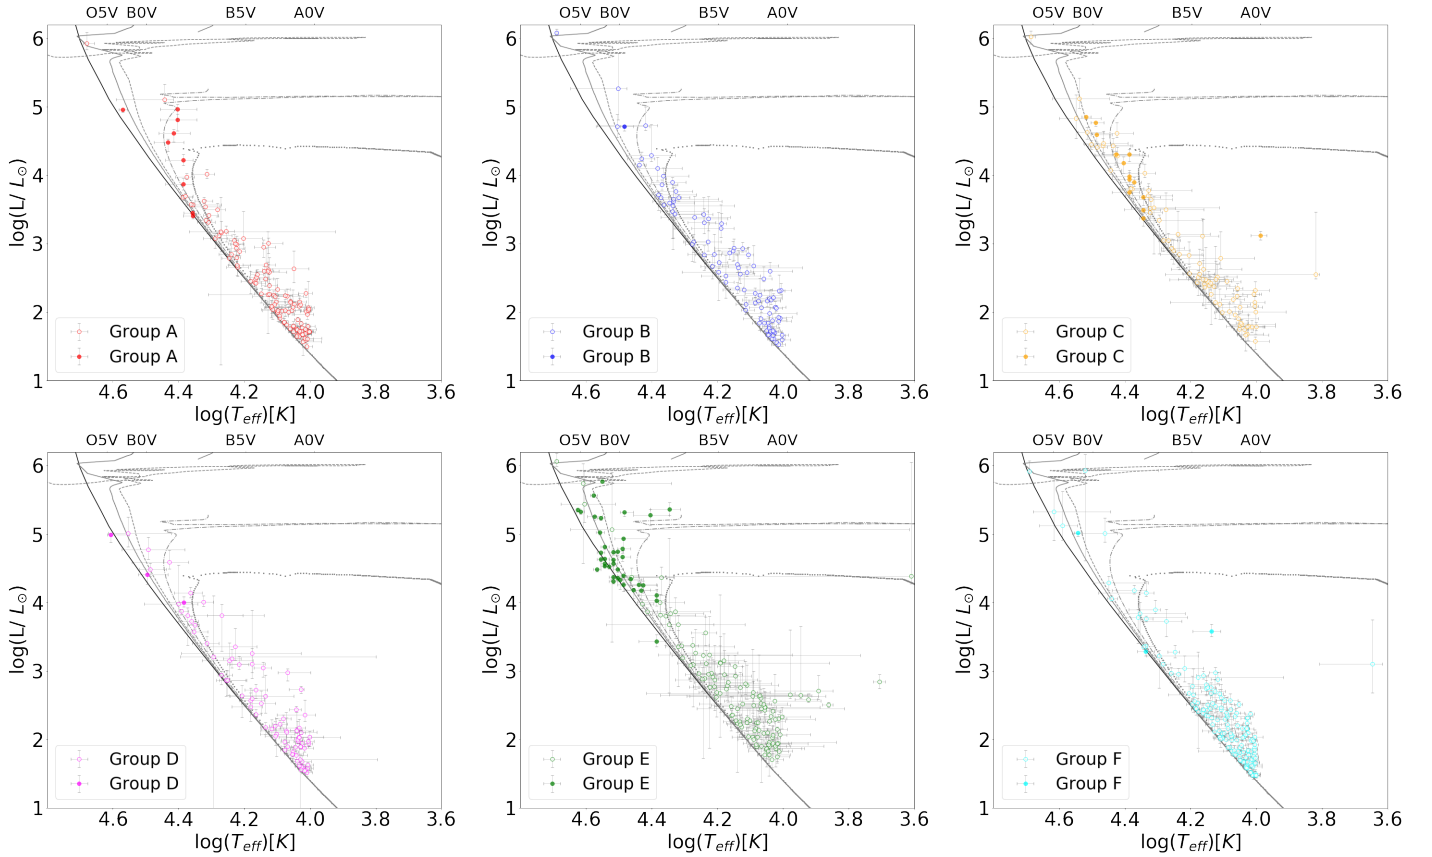 O5V B0V B5V A0V
O5V B0V B5V A0V
O5V B0V B5V A0V
6
5
4
3
2
1
log(L/ L☉)
Group A
Group A
4.6 4.4 4.2 4.0 3.8 3.6
log(Teff)[K]
6
5
4
3
2
1
log(L/ L☉)
Group B
Group B
4.6 4.4 4.2 4.0 3.8 3.6
log(Teff)[K]
6
5
4
3
2
1
log(L/ L☉)
Group C
Group C
4.6 4.4 4.2 4.0 3.8 3.6
log(Teff)[K]
O5V B0V B5V A0V
O5V B0V B5V A0V
O5V B0V B5V A0V
6
5
4
3
2
1
log(L/ L☉)
Group D
Group D
4.6 4.4 4.2 4.0 3.8 3.6
log(Teff)[K]
6
5
4
3
2
1
log(L/ L☉)
Group E
Group E
4.6 4.4 4.2 4.0 3.8 3.6
log(Teff)[K]
6
5
4
3
2
1
log(L/ L☉)
Group F
Group F
4.6 4.4 4.2 4.0 3.8 3.6
log(Teff)[K]